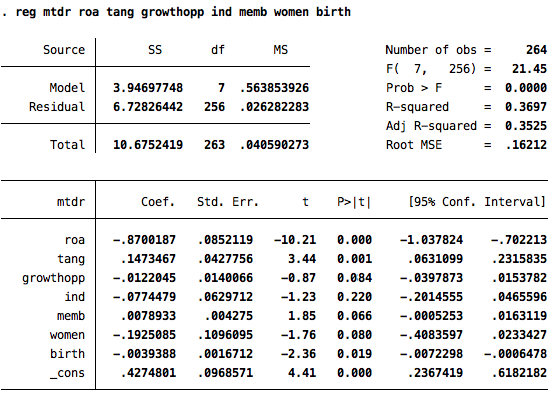 . reg mtdr roa tang growthopp ind memb women birth
Source SS df MS Number of obs = 264
F( 7, 256) = 21.45
Model 3.94697748 7 .563853926 Prob > F = 0.0000
Residual 6.72826442 256 .026282283 R-squared = 0.3697
Adj R-squared = 0.3525
Total 10.6752419 263 .040590273 Root MSE = .16212
mtdr Coef. Std. Err. t P>|t| [95% Conf. Interval]
roa -.8700187 .0852119 -10.21 0.000 -1.037824 -.702213
tang .1473467 .0427756 3.44 0.001 .0631099 .2315835
growthopp -.0122045 .0140066 -0.87 0.084 -.0397873 .0153782
ind -.0774479 .0629712 -1.23 0.220 -.2014555 .0465596
memb .0078933 .004275 1.85 0.066 -.0005253 .0163119
women -.1925085 .1096095 -1.76 0.080 -.4083597 .0233427
birth -.0039388 .0016712 -2.36 0.019 -.0072298 -.0006478
_cons .4274801 .0968571 4.41 0.000 .2367419 .6182182